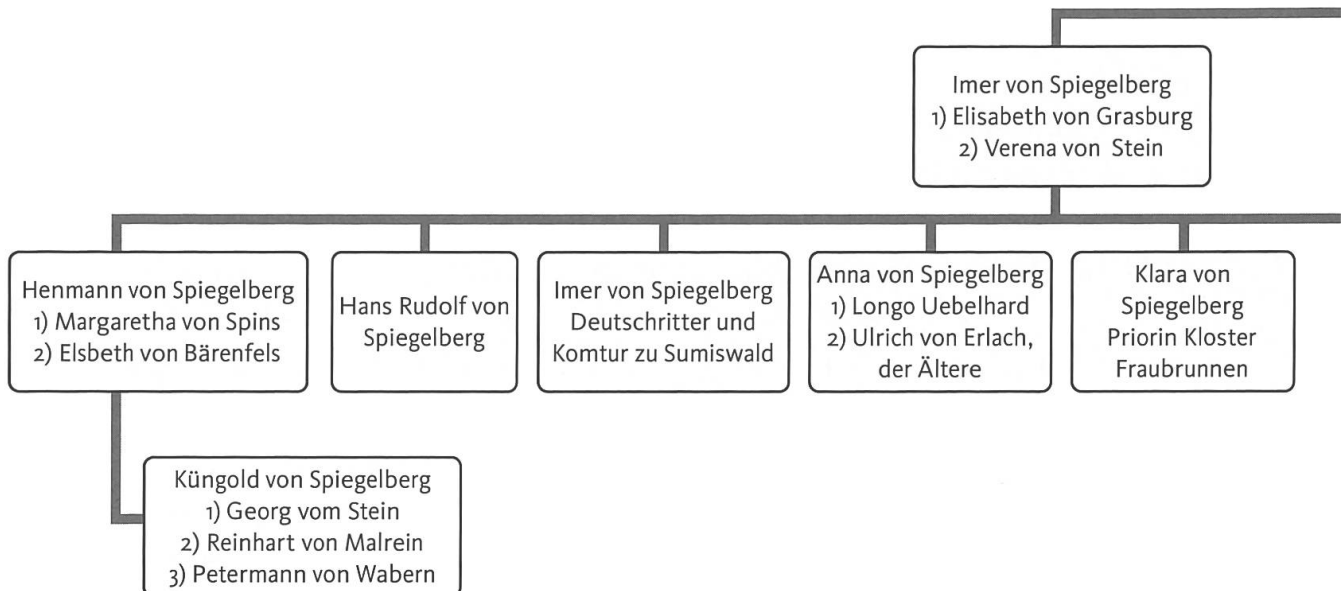 Imer von Spiegelberg
1) Elisabeth von Grasburg
2) Verena von Stein
Henmann von Spiegelberg
1) Margaretha von Spins
2) Elsbeth von Bärenfels
Hans Rudolf von
Spiegelberg
Imer von Spiegelberg
Deutschritter und
Komtur zu Sumiswald
Anna von Spiegelberg
1) Longo Uebelhard
2) Ulrich von Erlach,
der Ältere
Klara von
Spiegelberg
Priorin Kloster
Fraubrunnen
Küngold von Spiegelberg
1) Georg vom Stein
2) Reinhart von Malrein
3) Petermann von Wabern